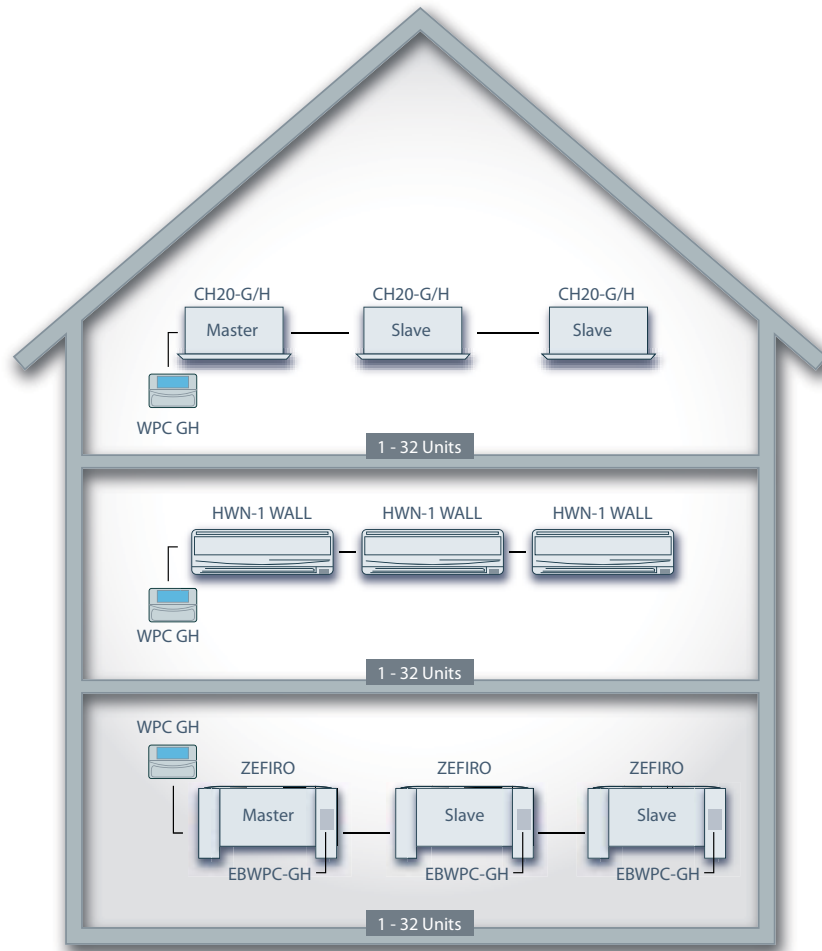 CH20-G/H CH20-G/H CH20-G/H
Master Slave Slave
WPC GH
1 - 32 Units
HWN-1 WALL HWN-1 WALL HWN-1 WALL
WPC GH
1 - 32 Units
WPC GH
ZEFIRO ZEFIRO ZEFIRO
Master Slave Slave
EBWPC-GH EBWPC-GH EBWPC-GH
1 - 32 Units